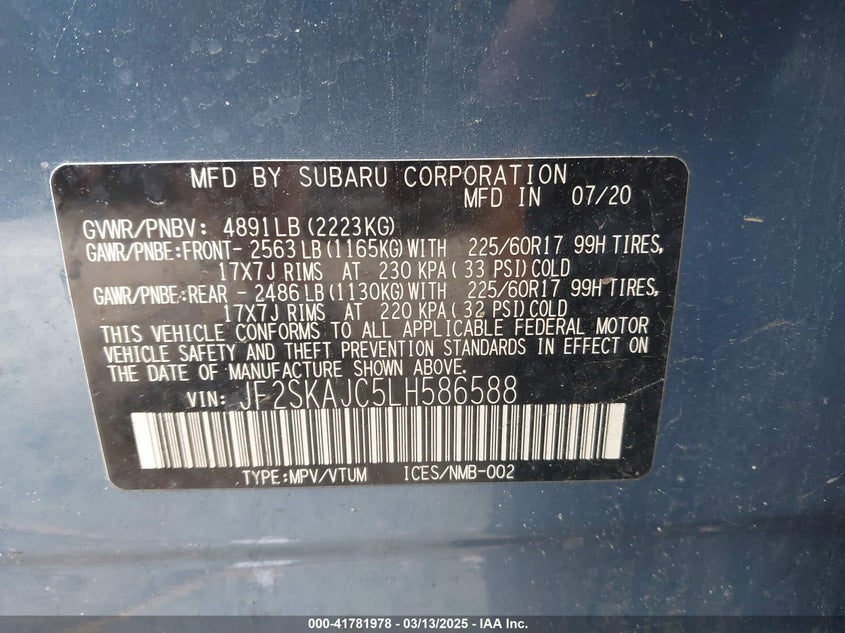 MFD BY SUBARU CORPORATION
MFD IN 07/20
GVWR/PNBV: 4891LB(2223KG)
GAWR/PNBE:FRONT- 2563LB(1165KG)WITH 225/60R17 99H TIRES,
17X7J RIMS AT 230 KPA(33 PSI)COLD
GAWR/PNBE:REAR - 2486LB(1130KG)WITH 225/60R17 99H TIRES,
17X7J RIMS AT 220 KPA(32 PSI)COLD
THIS VEHICLE CONFORMS TO ALL APPLICABLE FEDERAL MOTOR
VEHICLE SAFETY AND THEFT PREVENTION STANDARDS IN EFFECT ON
THE DATE OF MANUFACTURE SHOWN ABOVE.
VIN: JF2SKAJC5LH586588
TYPE:MPV/VTUM ICES/NMB-002
000-41781978 - 03/13/2025 - IAA Inc.